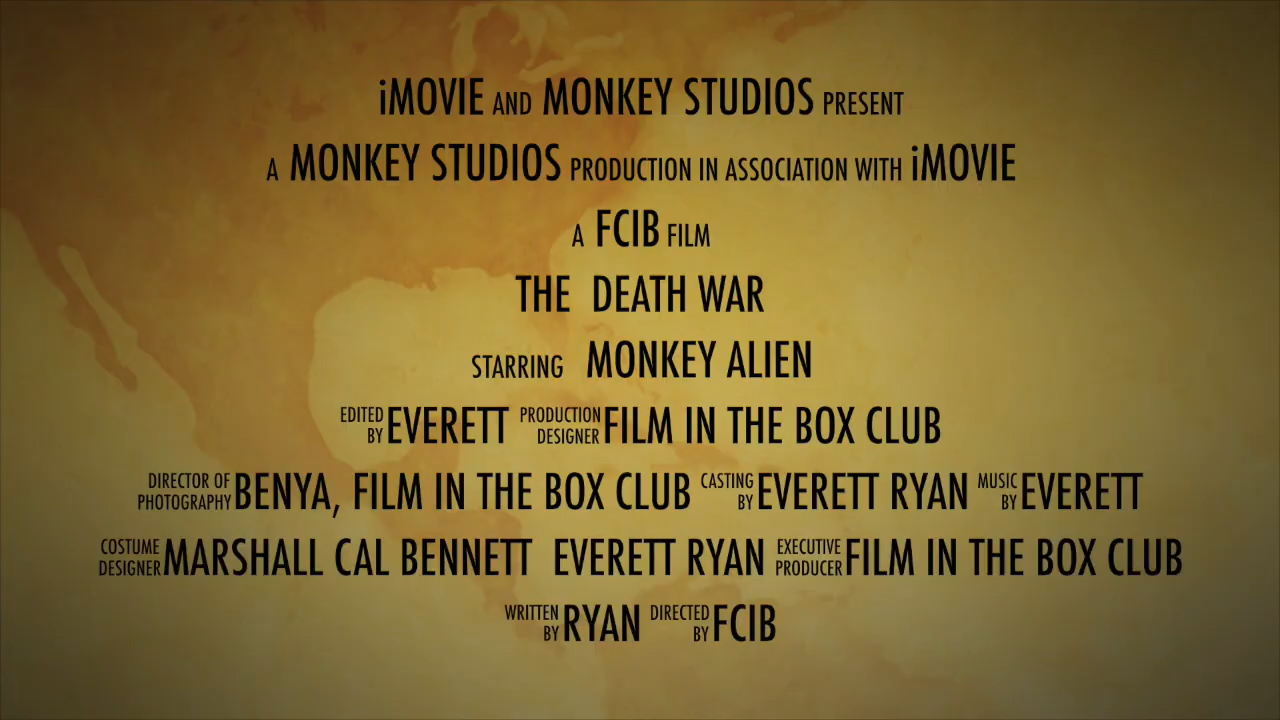 iMOVIE AND MONKEY STUDIOS PRESENT
A MONKEY STUDIOS PRODUCTION IN ASSOCIATION WITH iMOVIE
A FCIB FILM
THE DEATH WAR
STARRING MONKEY ALIEN
EDITED BY EVERETT PRODUCTION DESIGNER FILM IN THE BOX CLUB
DIRECTOR OF PHOTOGRAPHY BENYA, FILM IN THE BOX CLUB CASTING BY EVERETT RYAN MUSIC BY EVERETT
COSTUME DESIGNER MARSHALL CAL BENNETT EVERETT RYAN EXECUTIVE PRODUCER FILM IN THE BOX CLUB
WRITTEN BY RYAN DIRECTED BY FCIB